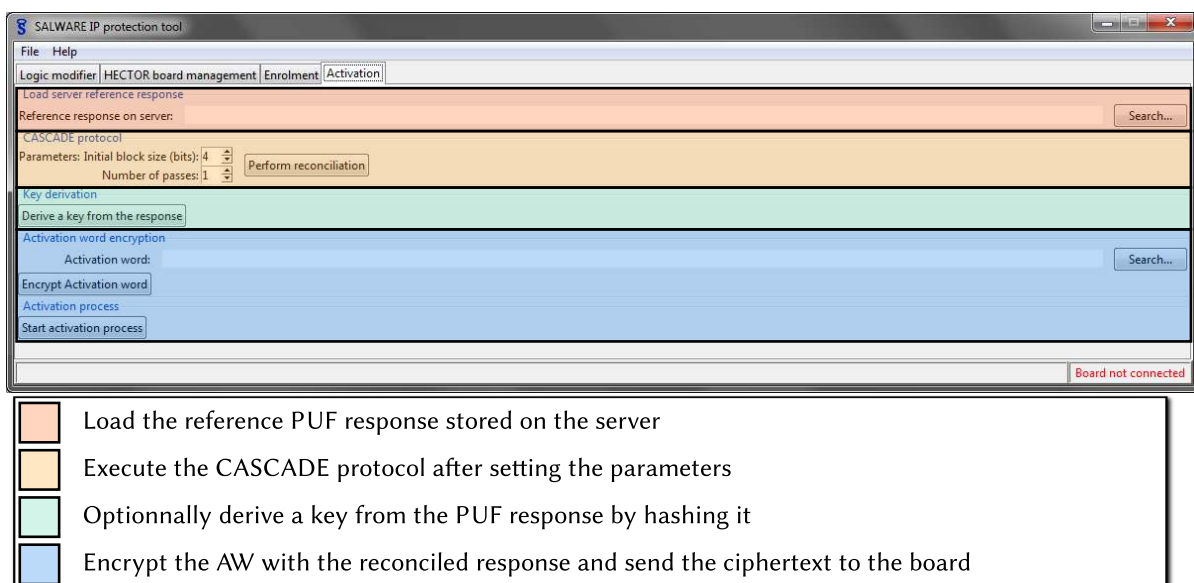 SALWARE IP protection tool
File Help
Logic modifier HECTOR board management Enrolment Activation
Load server reference response
Reference response on server: Search...
CASCADE protocol
Parameters: Initial block size (bits): 4
Number of passes: 1
Perform reconciliation
Key derivation
Derive a key from the response
Activation word encryption
Activation word: Search...
Encrypt Activation word
Activation process
Start activation process
Board not connected
Load the reference PUF response stored on the server
Execute the CASCADE protocol after setting the parameters
Optionnally derive a key from the PUF response by hashing it
Encrypt the AW with the reconciled response and send the ciphertext to the board